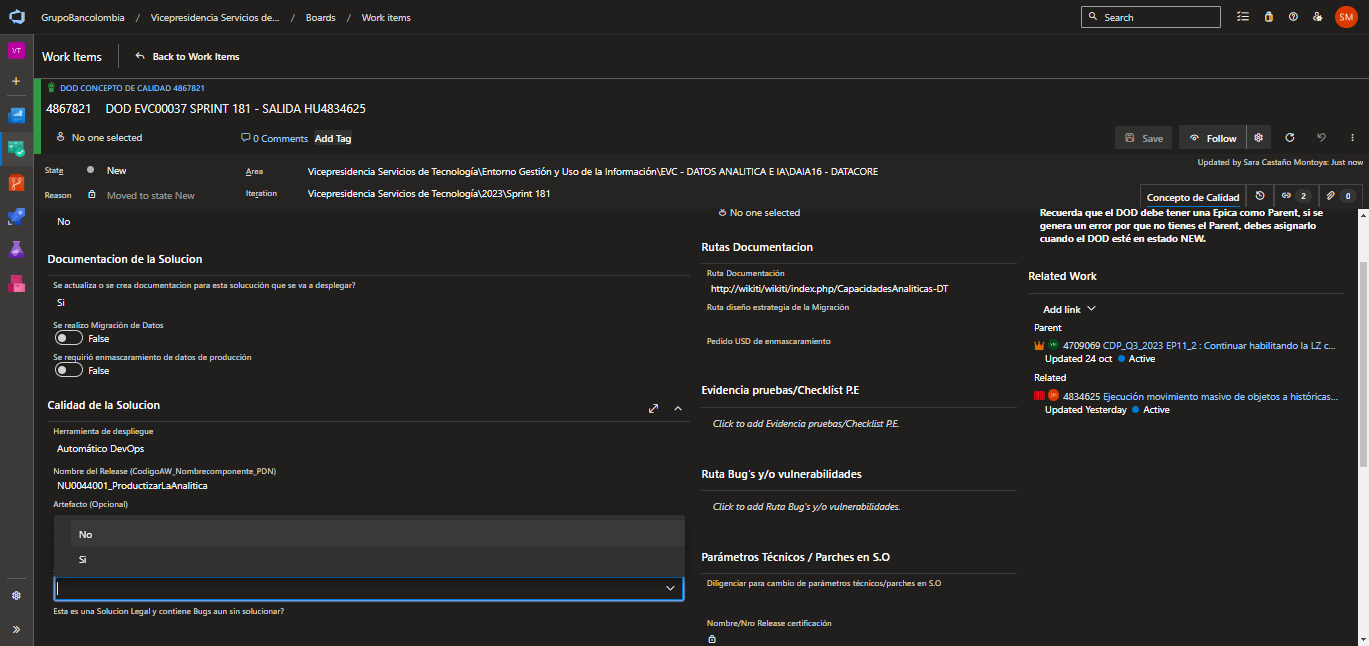 GrupoBancolombia / Vicepresidencia Servicios de... / Boards / Work items
Search
SM
VT
Work Items
Back to Work Items
DOD CONCEPTO DE CALIDAD 4867821
4867821 DOD EVC00037 SPRINT 181 - SALIDA HU4834625
No one selected
0 Comments
Add Tag
Save
Follow
Updated by Sara Castaño Montoya: Just now
State
New
Area
Vicepresidencia Servicios de Tecnología\Entorno Gestión y Uso de la Información\EVC - DATOS ANALITICA E IA\DAIA16 - DATACORE
Reason
Moved to state New
Iteration
Vicepresidencia Servicios de Tecnología\2023\Sprint 181
Concepto de Calidad
2
0
No
Documentacion de la Solucion
Se actualiza o se crea documentacion para esta solucución que se va a desplegar?
Si
Se realizo Migración de Datos
False
Se requirió enmascaramiento de datos de producción
False
Calidad de la Solucion
Herramienta de despliegue
Automático DevOps
Nombre del Release (CodigoAW_Nombrecomponente_PDN)
NU0044001_ProductizarLaAnalitica
Artefacto (Opcional)
No
Si
Esta es una Solucion Legal y contiene Bugs aun sin solucionar?
No one selected
Rutas Documentacion
Ruta Documentación
http://wikiti/wikiti/index.php/CapacidadesAnaliticas-DT
Ruta diseño estrategia de la Migración
Pedido USD de enmascaramiento
Evidencia pruebas/Checklist P.E
Click to add Evidencia pruebas/Checklist P.E.
Ruta Bug's y/o vulnerabilidades
Click to add Ruta Bug's y/o vulnerabilidades.
Parámetros Técnicos / Parches en S.O
Diligenciar para cambio de parámetros técnicos/parches en S.O
Nombre/Nro Release certificación
Recuerda que el DOD debe tener una Epica como Parent, si se
genera un error por que no tienes el Parent, debes asignarlo
cuando el DOD esté en estado NEW.
Related Work
Add link
Parent
4709069 CDP_Q3_2023 EP11_2 : Continuar habilitando la LZ c...
Updated 24 oct Active
Related
SM 4834625 Ejecución movimiento masivo de objetos a históricas...
Updated Yesterday Active